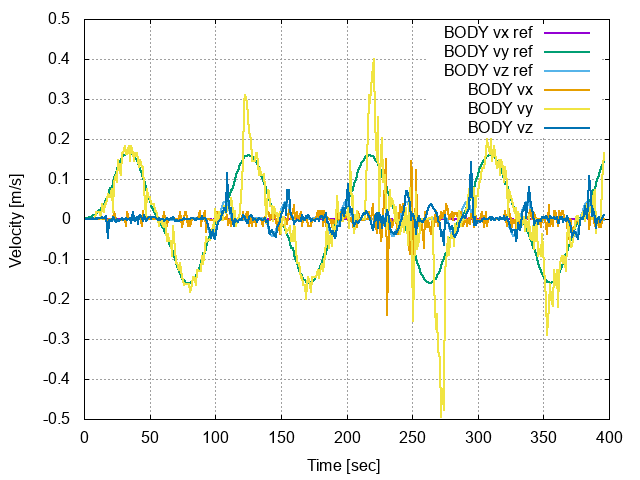 0.5
0.4
0.3
0.2
0.1
0
-0.1
-0.2
-0.3
-0.4
-0.5
Velocity [m/s]
BODY vx ref
BODY vy ref
BODY vz ref
BODY vx
BODY vy
BODY vz
0 50 100 150 200 250 300 350 400
Time [sec]